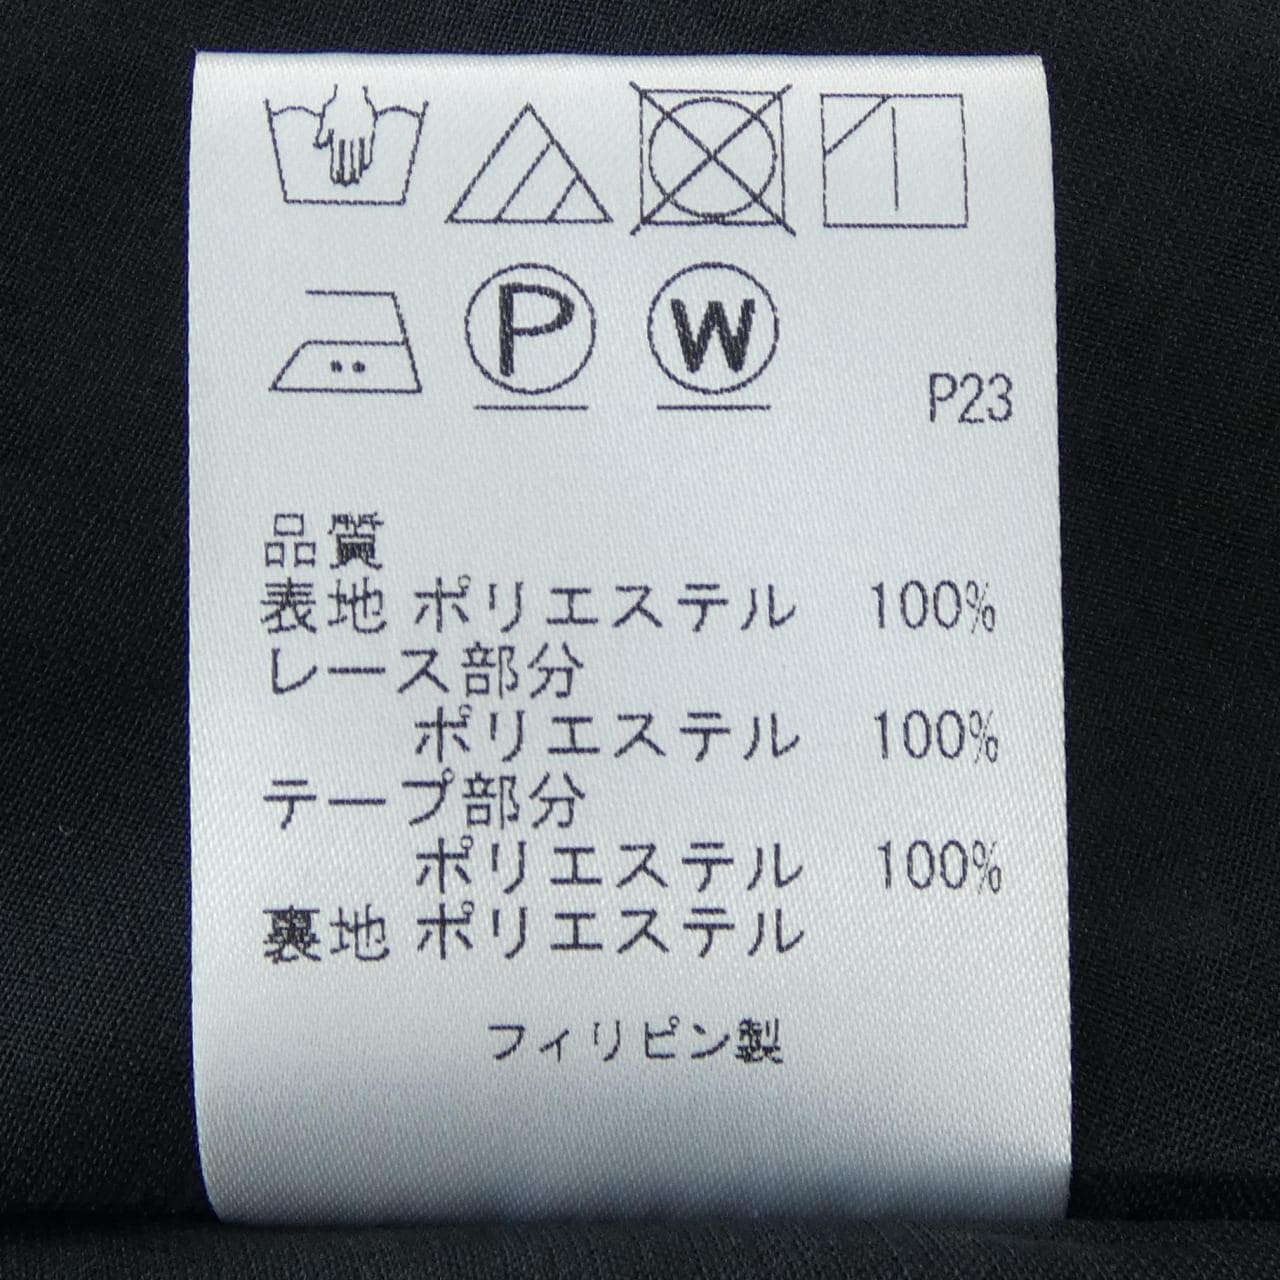 P W
P23
品質
表地 ポリエステル 100%
レース部分
ポリエステル 100%
テープ部分
ポリエステル 100%
裏地 ポリエステル
フィリピン製